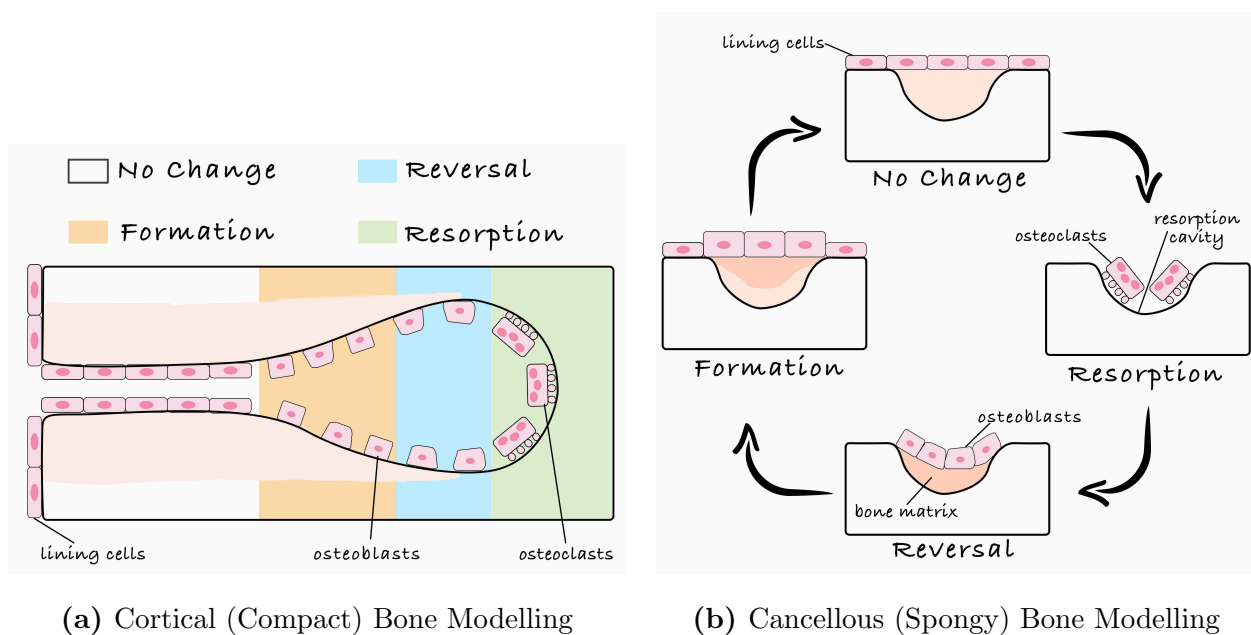 No Change
Reversal
Formation
Resorption
lining cells
osteoblasts
osteoclasts
(a) Cortical (Compact) Bone Modelling
lining cells
No Change
resorption
cavity
osteoclasts
Resorption
osteoblasts
bone matrix
Reversal
Formation
(b) Cancellous (Spongy) Bone Modelling